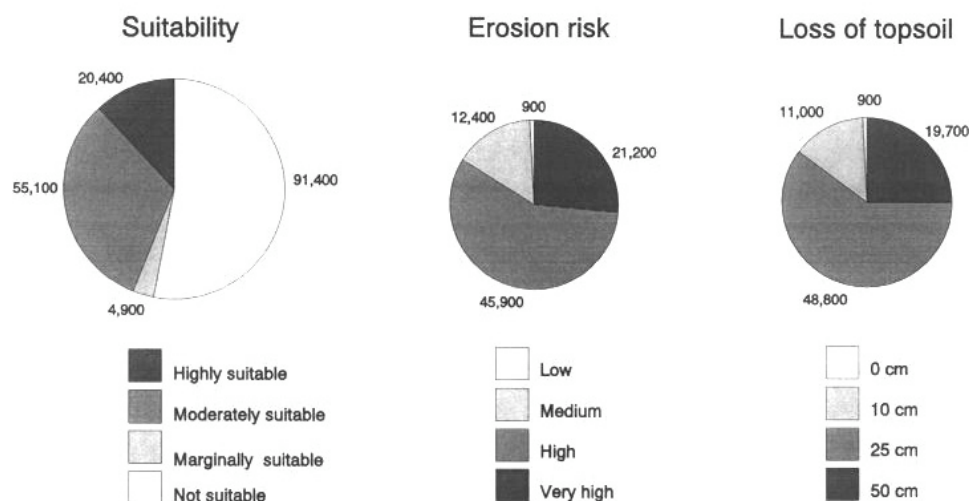 Suitability
20,400
55,100
91,400
4,900
Highly suitable
Moderately suitable
Marginally suitable
Not suitable
Erosion risk
900
12,400
21,200
45,900
Low
Medium
High
Very high
Loss of topsoil
900
11,000
19,700
48,800
0 cm
10 cm
25 cm
50 cm